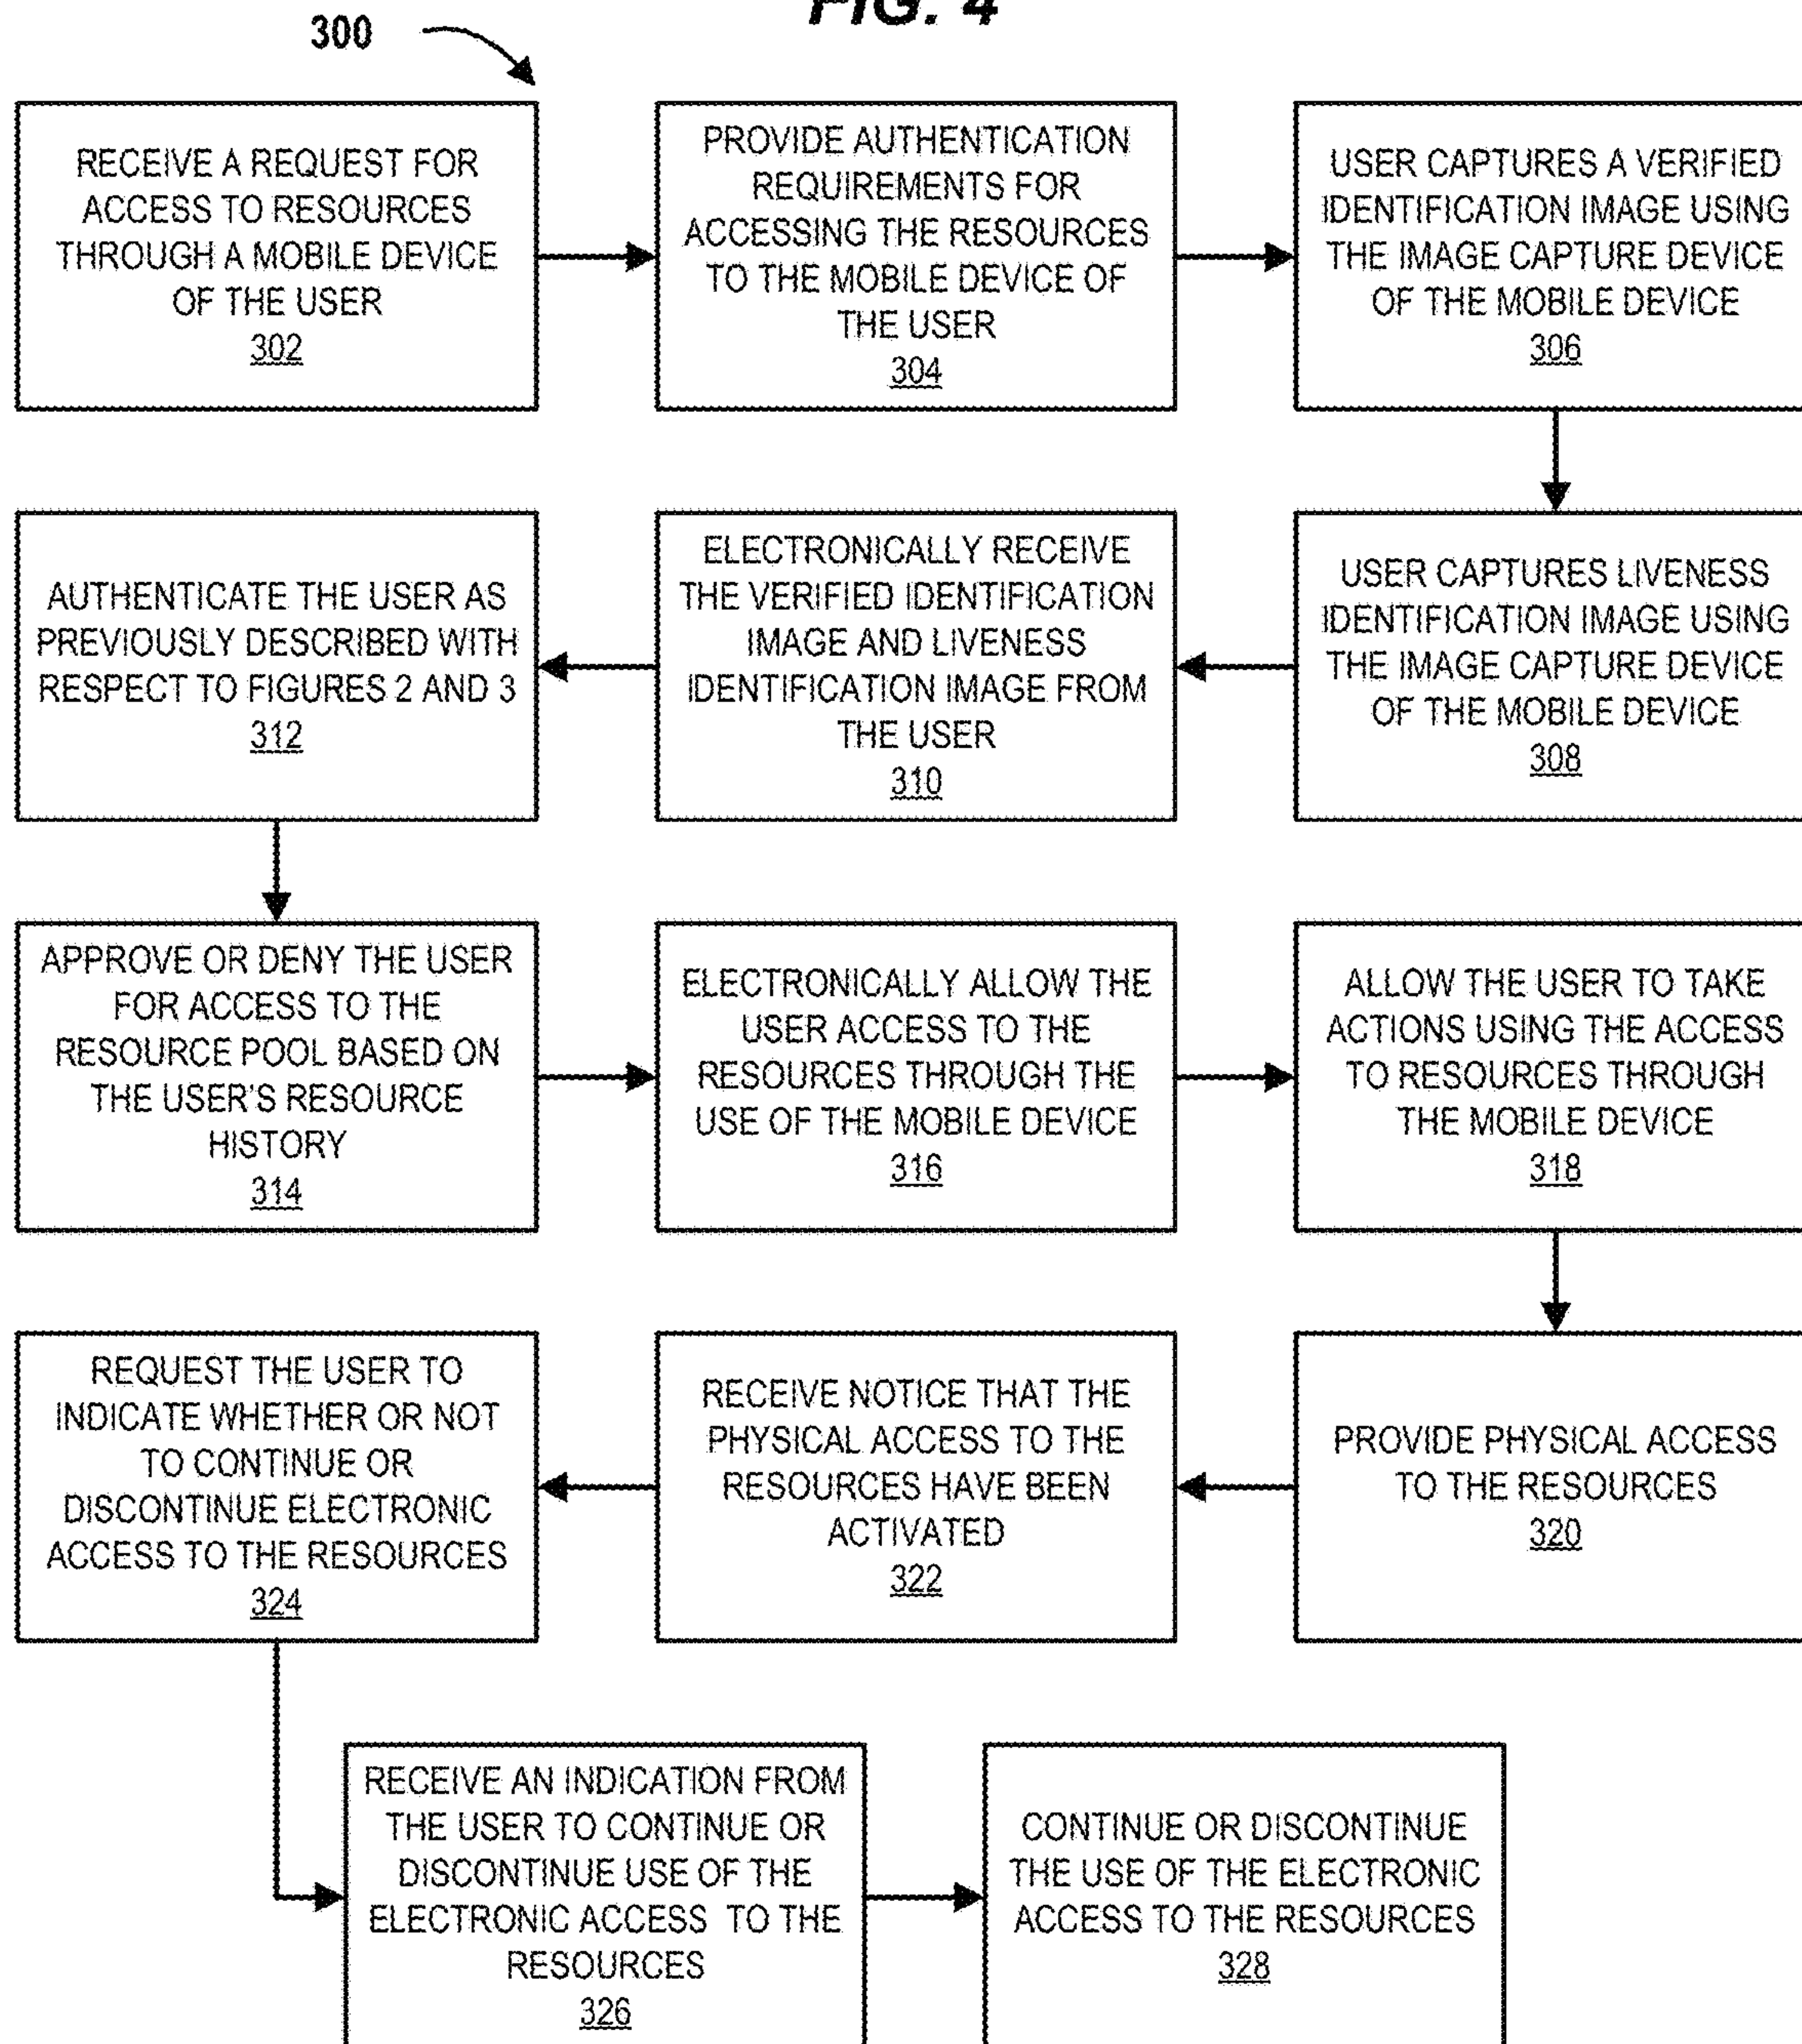 FIG. 4
300
RECEIVE A REQUEST FOR
ACCESS TO RESOURCES
THROUGH A MOBILE DEVICE
OF THE USER
302
PROVIDE AUTHENTICATION
REQUIREMENTS FOR
ACCESSING THE RESOURCES
TO THE MOBILE DEVICE OF
THE USER
304
USER CAPTURES A VERIFIED
IDENTIFICATION IMAGE USING
THE IMAGE CAPTURE DEVICE
OF THE MOBILE DEVICE
306
USER CAPTURES LIVENESS
IDENTIFICATION IMAGE USING
THE IMAGE CAPTURE DEVICE
OF THE MOBILE DEVICE
308
ELECTRONICALLY RECEIVE
THE VERIFIED IDENTIFICATION
IMAGE AND LIVENESS
IDENTIFICATION IMAGE FROM
THE USER
310
AUTHENTICATE THE USER AS
PREVIOUSLY DESCRIBED WITH
RESPECT TO FIGURES 2 AND 3
312
APPROVE OR DENY THE USER
FOR ACCESS TO THE
RESOURCE POOL BASED ON
THE USER'S RESOURCE
HISTORY
314
ELECTRONICALLY ALLOW THE
USER ACCESS TO THE
RESOURCES THROUGH THE
USE OF THE MOBILE DEVICE
316
ALLOW THE USER TO TAKE
ACTIONS USING THE ACCESS
TO RESOURCES THROUGH
THE MOBILE DEVICE
318
PROVIDE PHYSICAL ACCESS
TO THE RESOURCES
320
RECEIVE NOTICE THAT THE
PHYSICAL ACCESS TO THE
RESOURCES HAVE BEEN
ACTIVATED
322
REQUEST THE USER TO
INDICATE WHETHER OR NOT
TO CONTINUE OR
DISCONTINUE ELECTRONIC
ACCESS TO THE RESOURCES
324
RECEIVE AN INDICATION FROM
THE USER TO CONTINUE OR
DISCONTINUE USE OF THE
ELECTRONIC ACCESS TO THE
RESOURCES
326
CONTINUE OR DISCONTINUE
THE USE OF THE ELECTRONIC
ACCESS TO THE RESOURCES
328